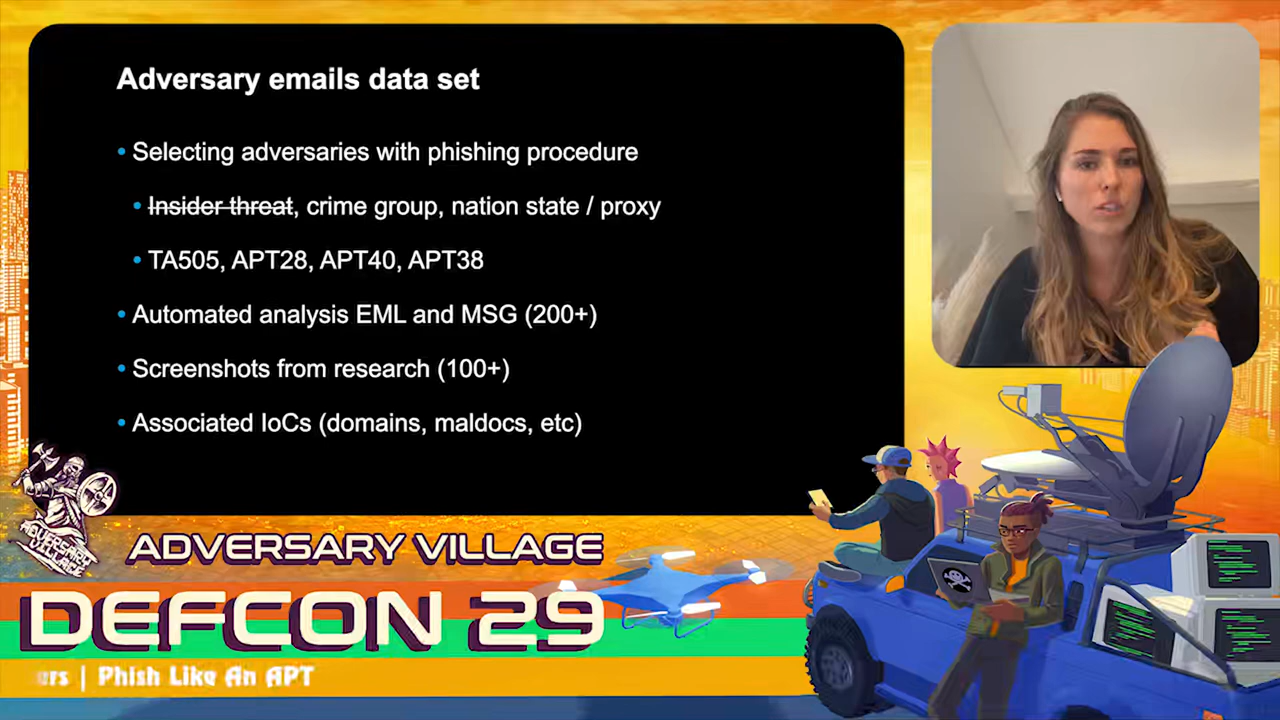 Adversary emails data set
• Selecting adversaries with phishing procedure
• Insider threat, crime group, nation state / proxy
• TA505, APT28, APT40, APT38
• Automated analysis EML and MSG (200+)
• Screenshots from research (100+)
• Associated IoCs (domains, maldocs, etc)
ADVERSARY
VILLAGE
ADVERSARY VILLAGE
DEFCON 29
| Phish Like An APT